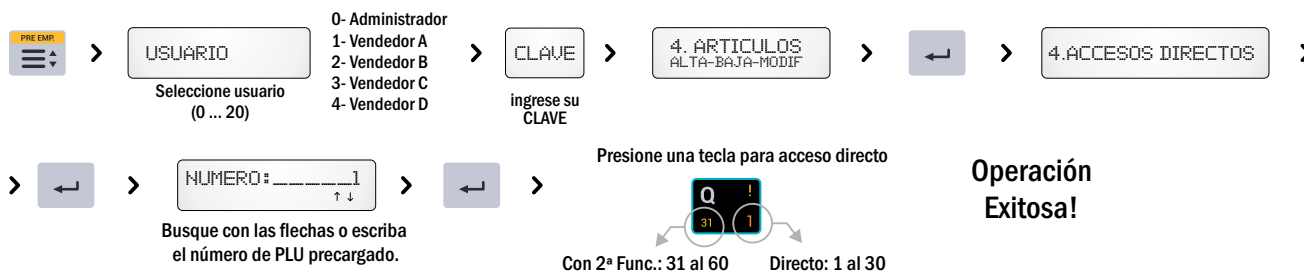 PRE EMP.
USUARIO
Seleccione usuario
(0 ... 20)
0- Administrador
1- Vendedor A
2- Vendedor B
3- Vendedor C
4- Vendedor D
CLAVE
ingrese su
CLAVE
4. ARTICULOS
ALTA-BAJA-MODIF
4.ACCESOS DIRECTOS
NUMERO:______1
↑ ↓
Busque con las flechas o escriba
el número de PLU precargado.
Presione una tecla para acceso directo
Q !
31 1
Con 2ª Func.: 31 al 60 Directo: 1 al 30
Operación
Exitosa!